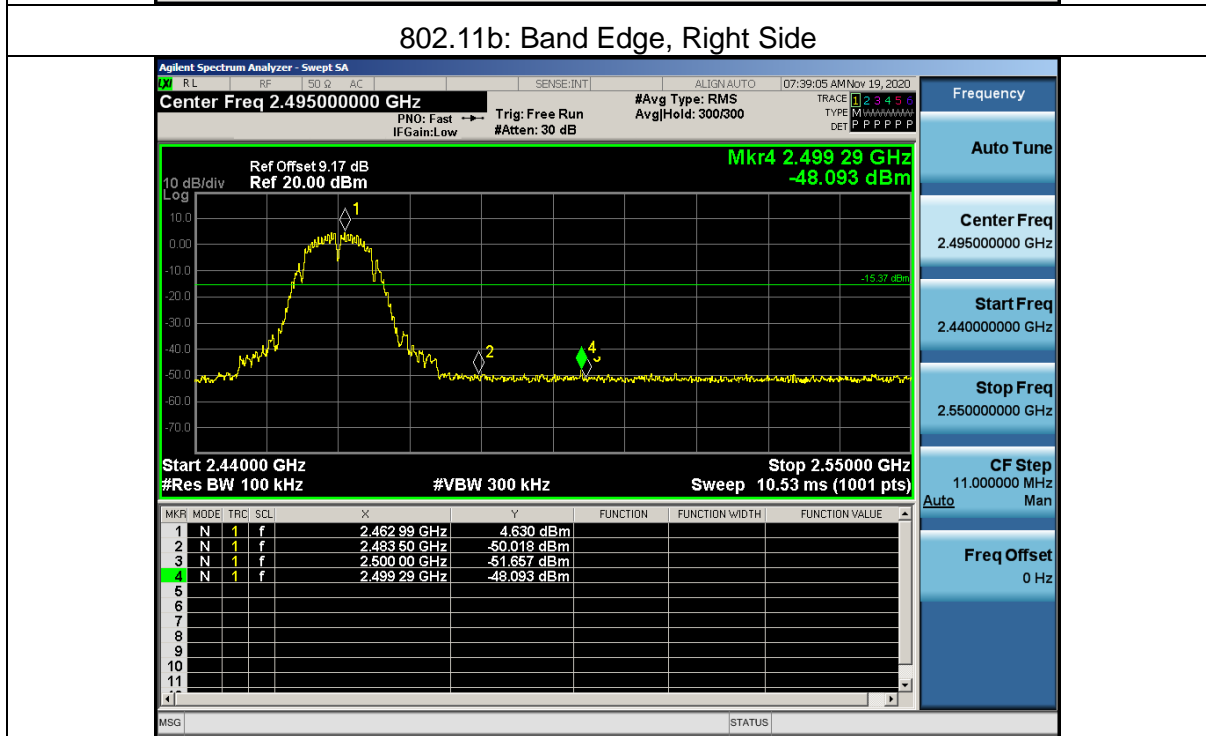 802.11b: Band Edge, Right Side
Agilent Spectrum Analyzer - Swept SA
LXI RL RF 50 Ω AC SENSE:INT ALIGNAUTO 07:39:05 AM Nov 19, 2020
Center Freq 2.495000000 GHz
PNO: Fast
IFGain:Low
Trig: Free Run
#Atten: 30 dB
#Avg Type: RMS
Avg|Hold: 300/300
TRACE 1 2 3 4 5 6
TYPE MWWWWW
DET P P P P P P
Ref Offset 9.17 dB
10 dB/div Ref 20.00 dBm
Log
Mkr4 2.499 29 GHz
-48.093 dBm
10.0
0.00
-10.0
-20.0
-30.0
-40.0
-50.0
-60.0
-70.0
1
-15.37 dBm
2
4
Start 2.44000 GHz Stop 2.55000 GHz
#Res BW 100 kHz #VBW 300 kHz Sweep 10.53 ms (1001 pts)
MKR MODE TRC SCL X Y FUNCTION FUNCTION WIDTH FUNCTION VALUE
1 N 1 f 2.462 99 GHz 4.630 dBm
2 N 1 f 2.483 50 GHz -50.018 dBm
3 N 1 f 2.500 00 GHz -51.657 dBm
4 N 1 f 2.499 29 GHz -48.093 dBm
5
6
7
8
9
10
11
MSG STATUS
Frequency
Auto Tune
Center Freq
2.495000000 GHz
Start Freq
2.440000000 GHz
Stop Freq
2.550000000 GHz
CF Step
11.000000 MHz
Auto Man
Freq Offset
0 Hz